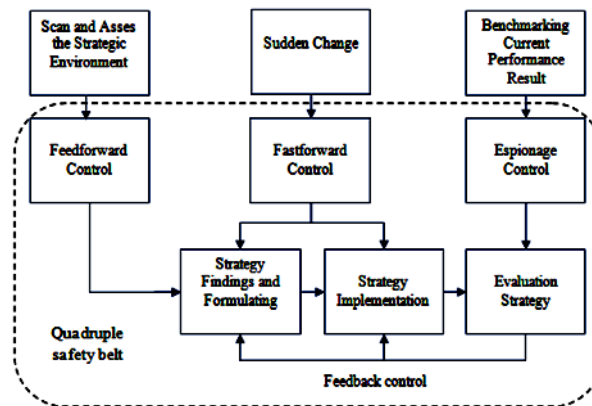 Scan and Asses
the Strategic
Environment
Sudden Change
Benchmarking
Current
Performance
Result
Feedforward
Control
Fastforward
Control
Espionage
Control
Strategy
Findings and
Formulating
Strategy
Implementation
Evaluation
Strategy
Quadruple
safety belt
Feedback control